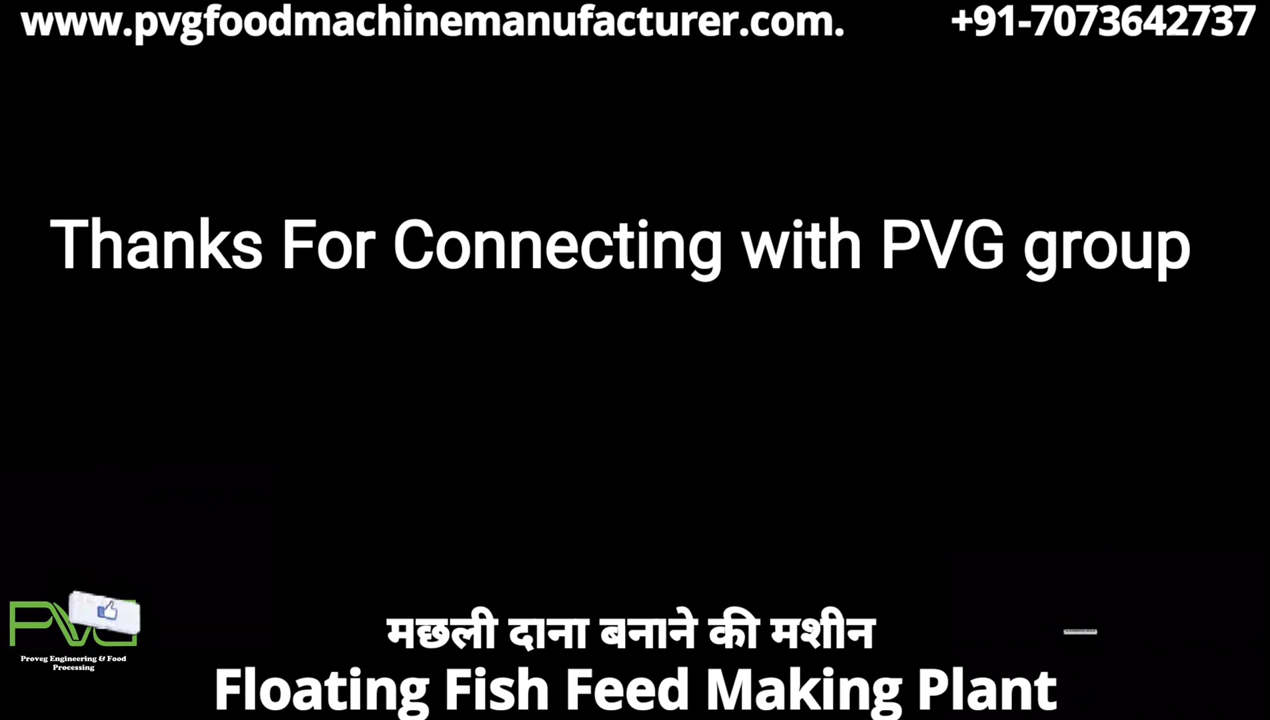 www.pvgfoodmachinemanufacturer.com. +91-7073642737
Thanks For Connecting with PVG group
PVG
Proveg Engineering & Food
Processing
मछली दाना बनाने की मशीन
Floating Fish Feed Making Plant